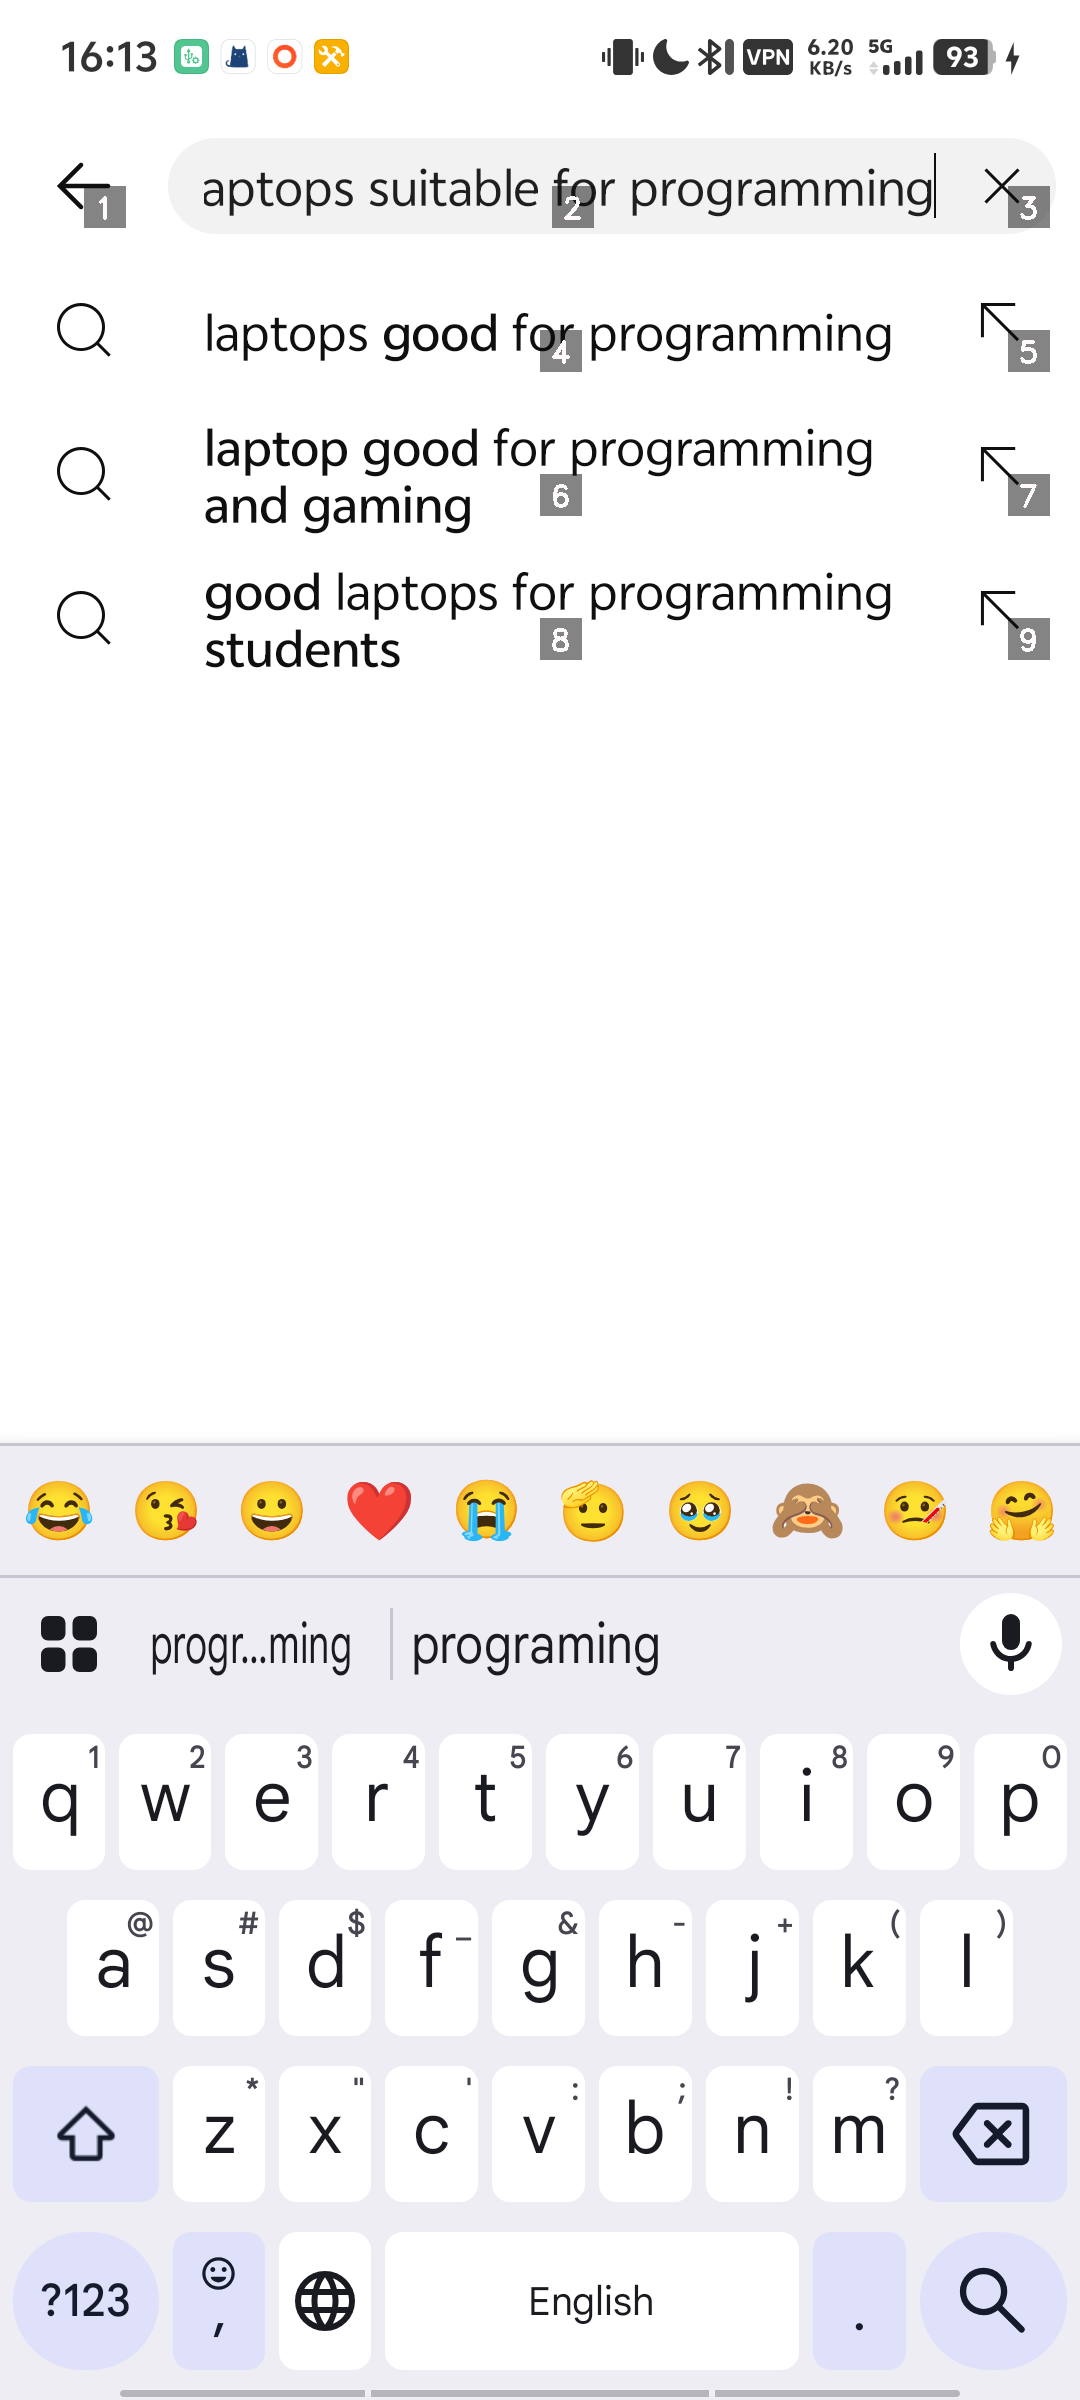 16:13
VPN
6.20 KB/s
5G
93
aptops suitable for programming
1
2
3
laptops good for programming
4
5
laptop good for programming
and gaming
6
7
good laptops for programming
students
8
9
progr...ming
programing
1 2 3 4 5 6 7 8 9 0
q w e r t y u i o p
@ # $ _ & - + ( )
a s d f g h j k l
* " ' : ; ! ?
z x c v b n m
?123
,
English
.